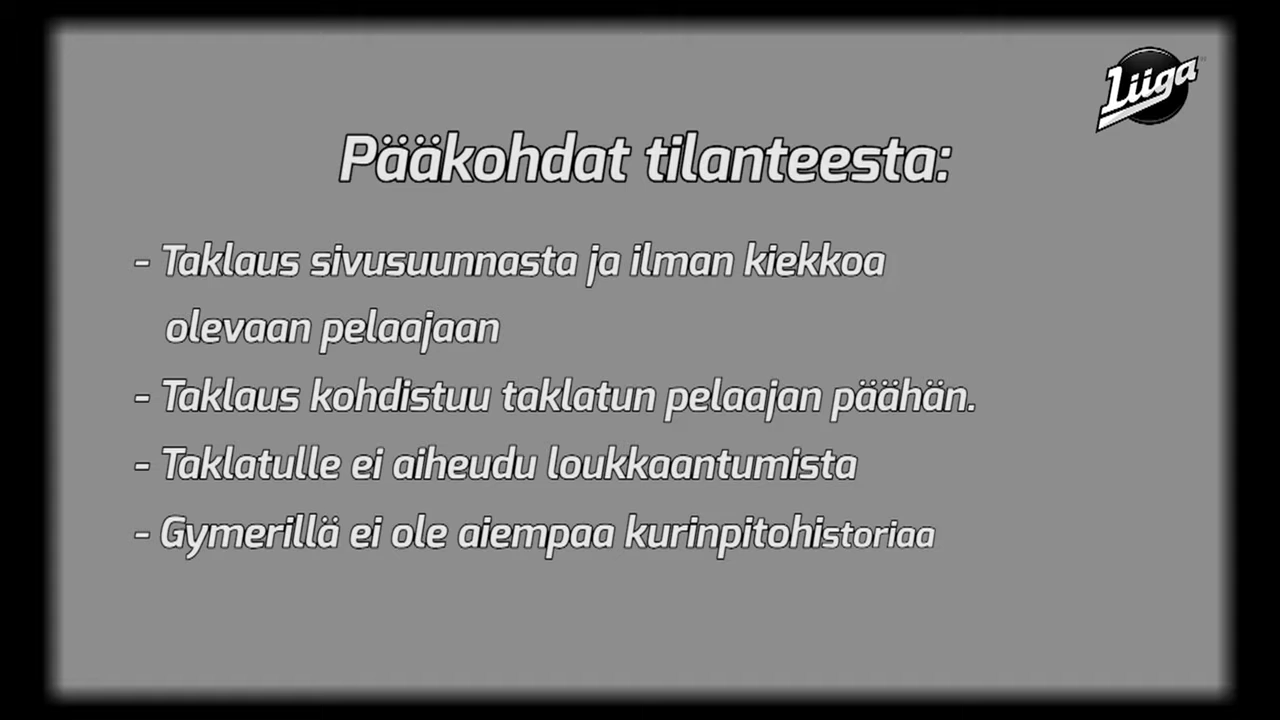 Liiga
Pääkohdat tilanteesta:
- Taklaus sivusuunnasta ja ilman kiekkoa
olevaan pelaajaan
- Taklaus kohdistuu taklatun pelaajan päähän.
- Taklatulle ei aiheudu loukkaantumista
- Gymerillä ei ole aiempaa kurinpitohistoriaa